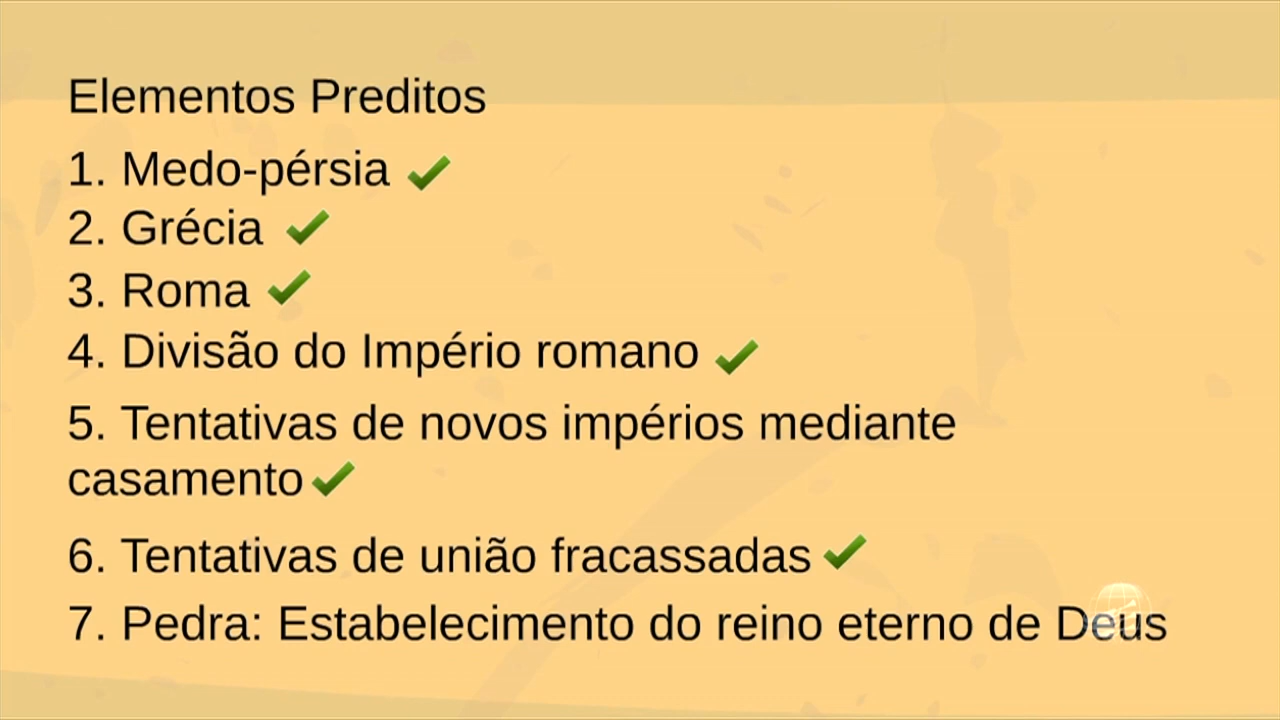 Elementos Preditos
1. Medo-pérsia
2. Grécia
3. Roma
4. Divisão do Império romano
5. Tentativas de novos impérios mediante
casamento
6. Tentativas de união fracassadas
7. Pedra: Estabelecimento do reino eterno de Deus